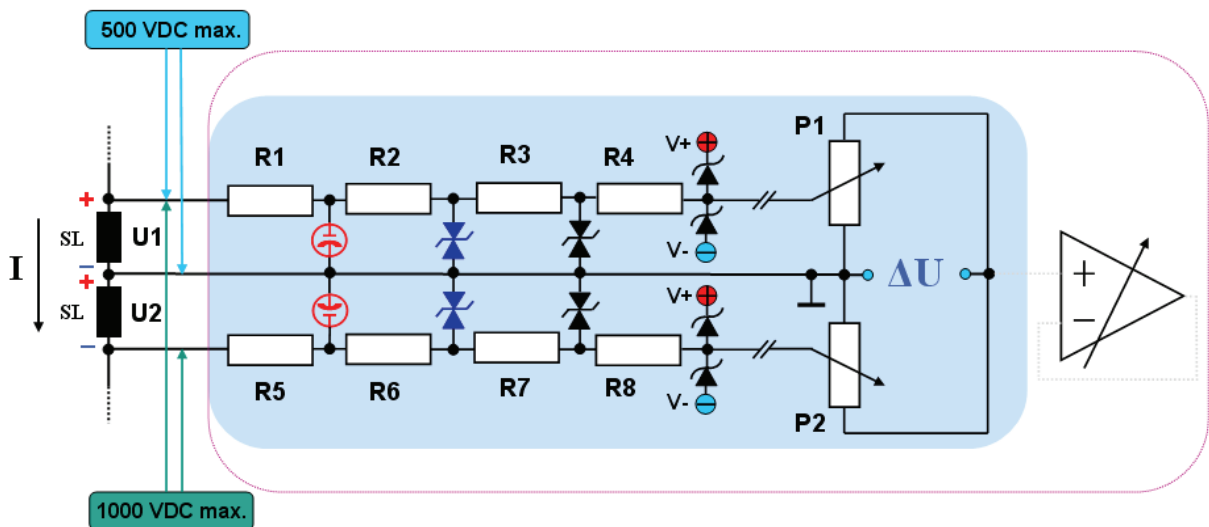 500 VDC max.
P1
R1 R2 R3 R4 V+
+
SL U1 V-
I − + ΔU +
SL U2 V+ −
−
R5 R6 R7 R8 V-
P2
1000 VDC max.